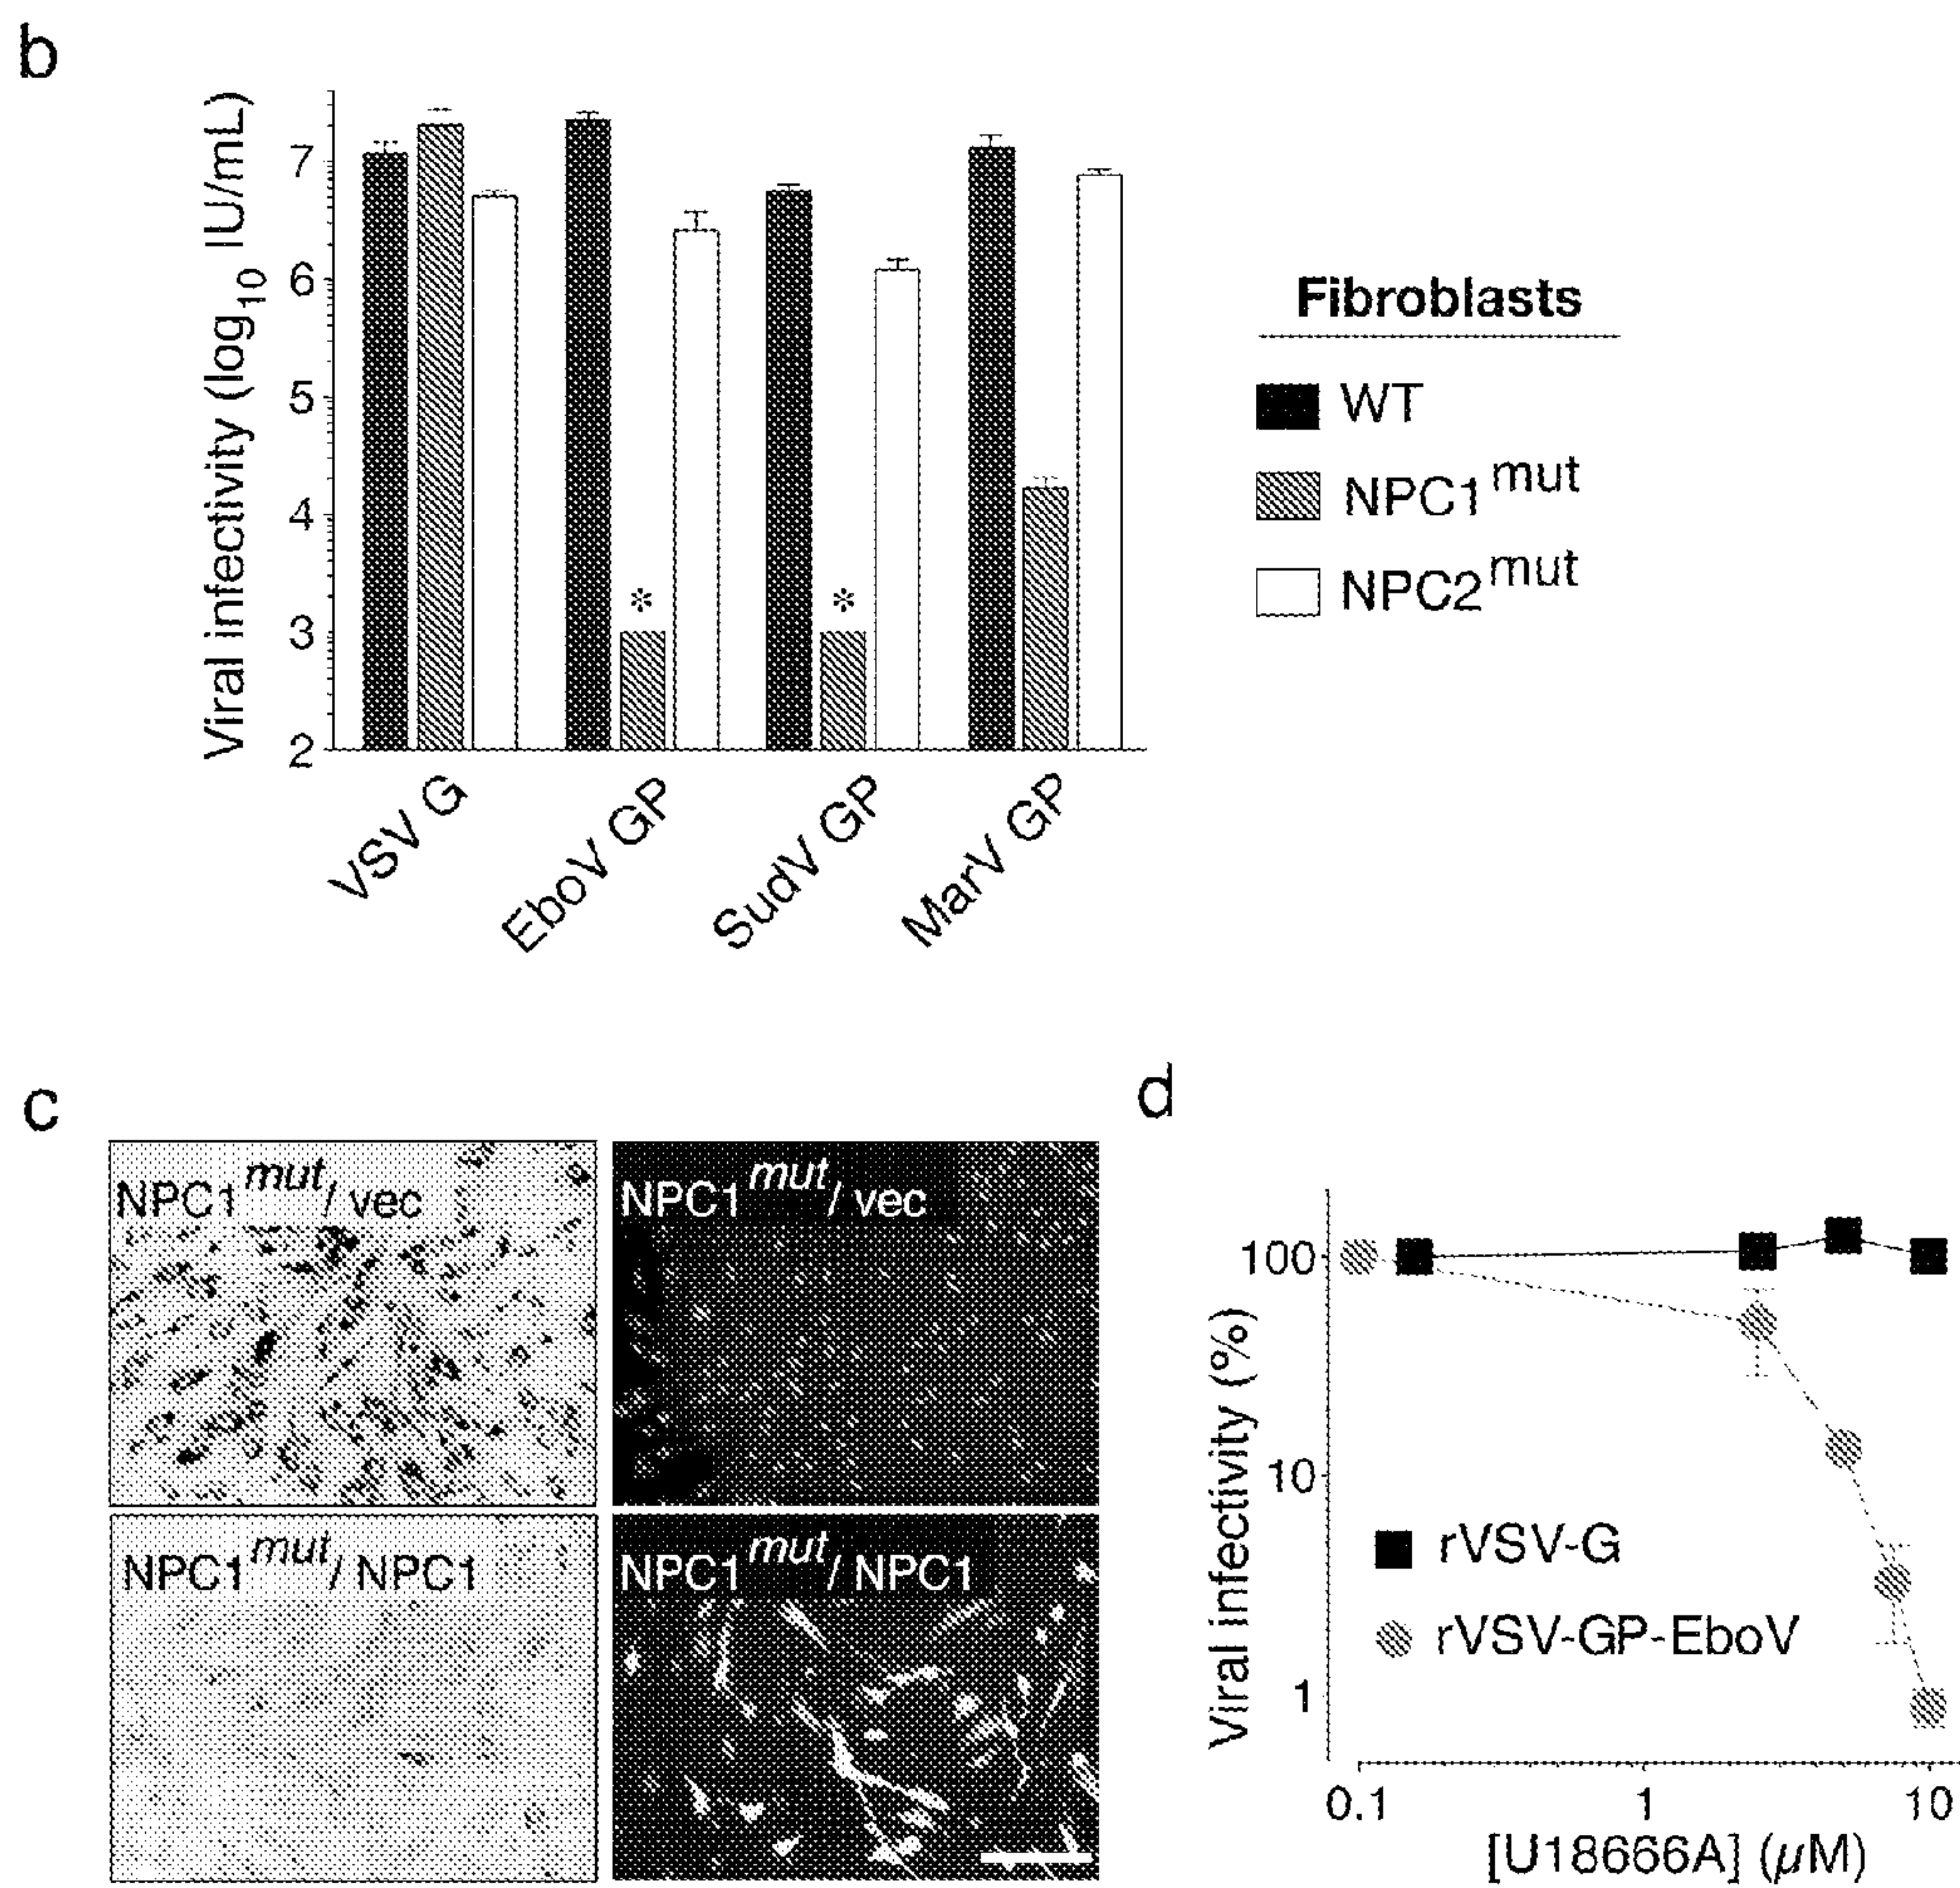 b
Viral infectivity (log10 IU/mL)
7
6
5
4
3
2
*
*
VSV G
EboV GP
SudV GP
MarV GP
Fibroblasts
WT
NPC1mut
NPC2mut
c
NPC1mut/ vec
NPC1mut/ vec
NPC1mut/ NPC1
NPC1mut/ NPC1
d
Viral infectivity (%)
100
10
1
rVSV-G
rVSV-GP-EboV
0.1
1
10
[U18666A] (μM)